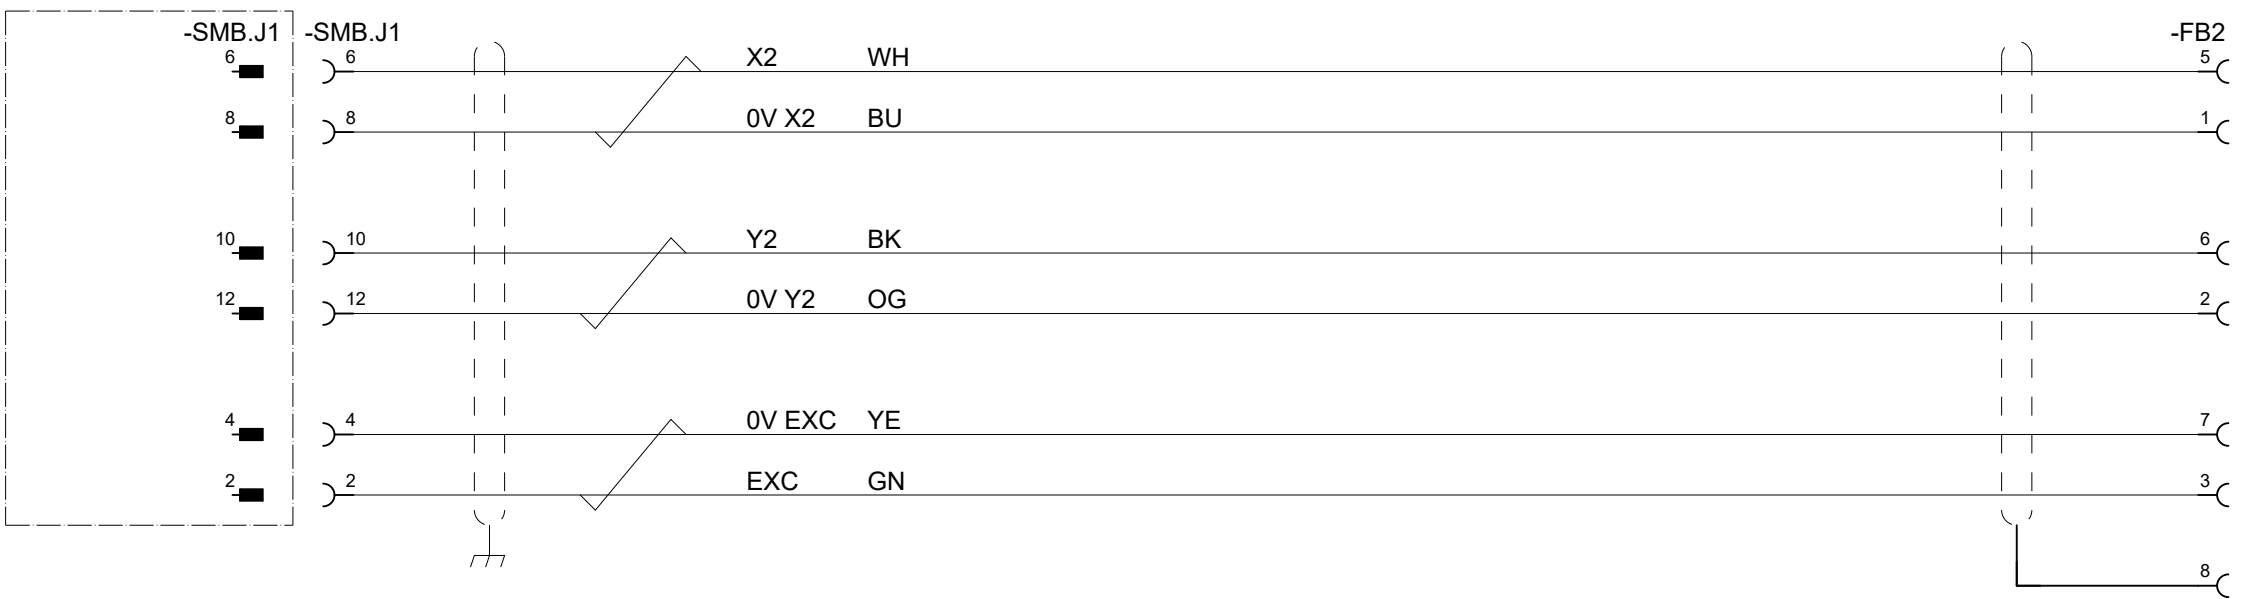 -SMB.J1 -SMB.J1 -FB2
6 6 X2 WH 5
8 8 0V X2 BU 1
10 10 Y2 BK 6
12 12 0V Y2 OG 2
4 4 0V EXC YE 7
2 2 EXC GN 3
8